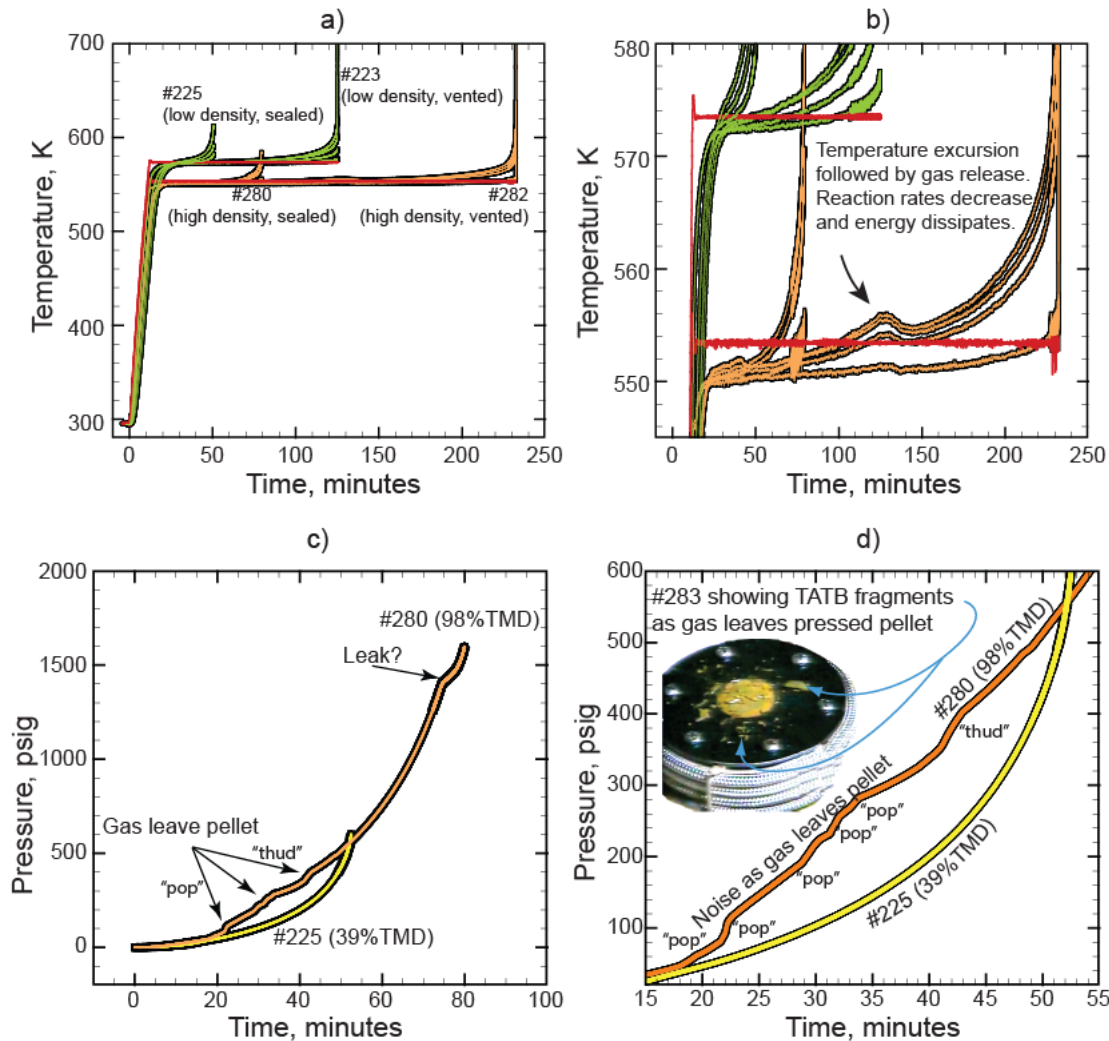 a)
700
600
500
400
300
Temperature, K
#225
(low density, sealed)
#223
(low density, vented)
#280
(high density, sealed)
#282
(high density, vented)
0
50
100
150
200
250
Time, minutes
b)
580
570
560
550
Temperature, K
Temperature excursion
followed by gas release.
Reaction rates decrease
and energy dissipates.
0
50
100
150
200
250
Time, minutes
c)
2000
1500
1000
500
0
Pressure, psig
#280 (98%TMD)
Leak?
Gas leave pellet
"thud"
"pop"
#225 (39%TMD)
0
20
40
60
80
100
Time, minutes
d)
600
500
400
300
200
100
Pressure, psig
#283 showing TATB fragments
as gas leaves pressed pellet
#280 (98%TMD)
"thud"
Noise as gas leaves pellet
"pop"
"pop"
"pop"
"pop"
"pop"
#225 (39%TMD)
15
20
25
30
35
40
45
50
55
Time, minutes